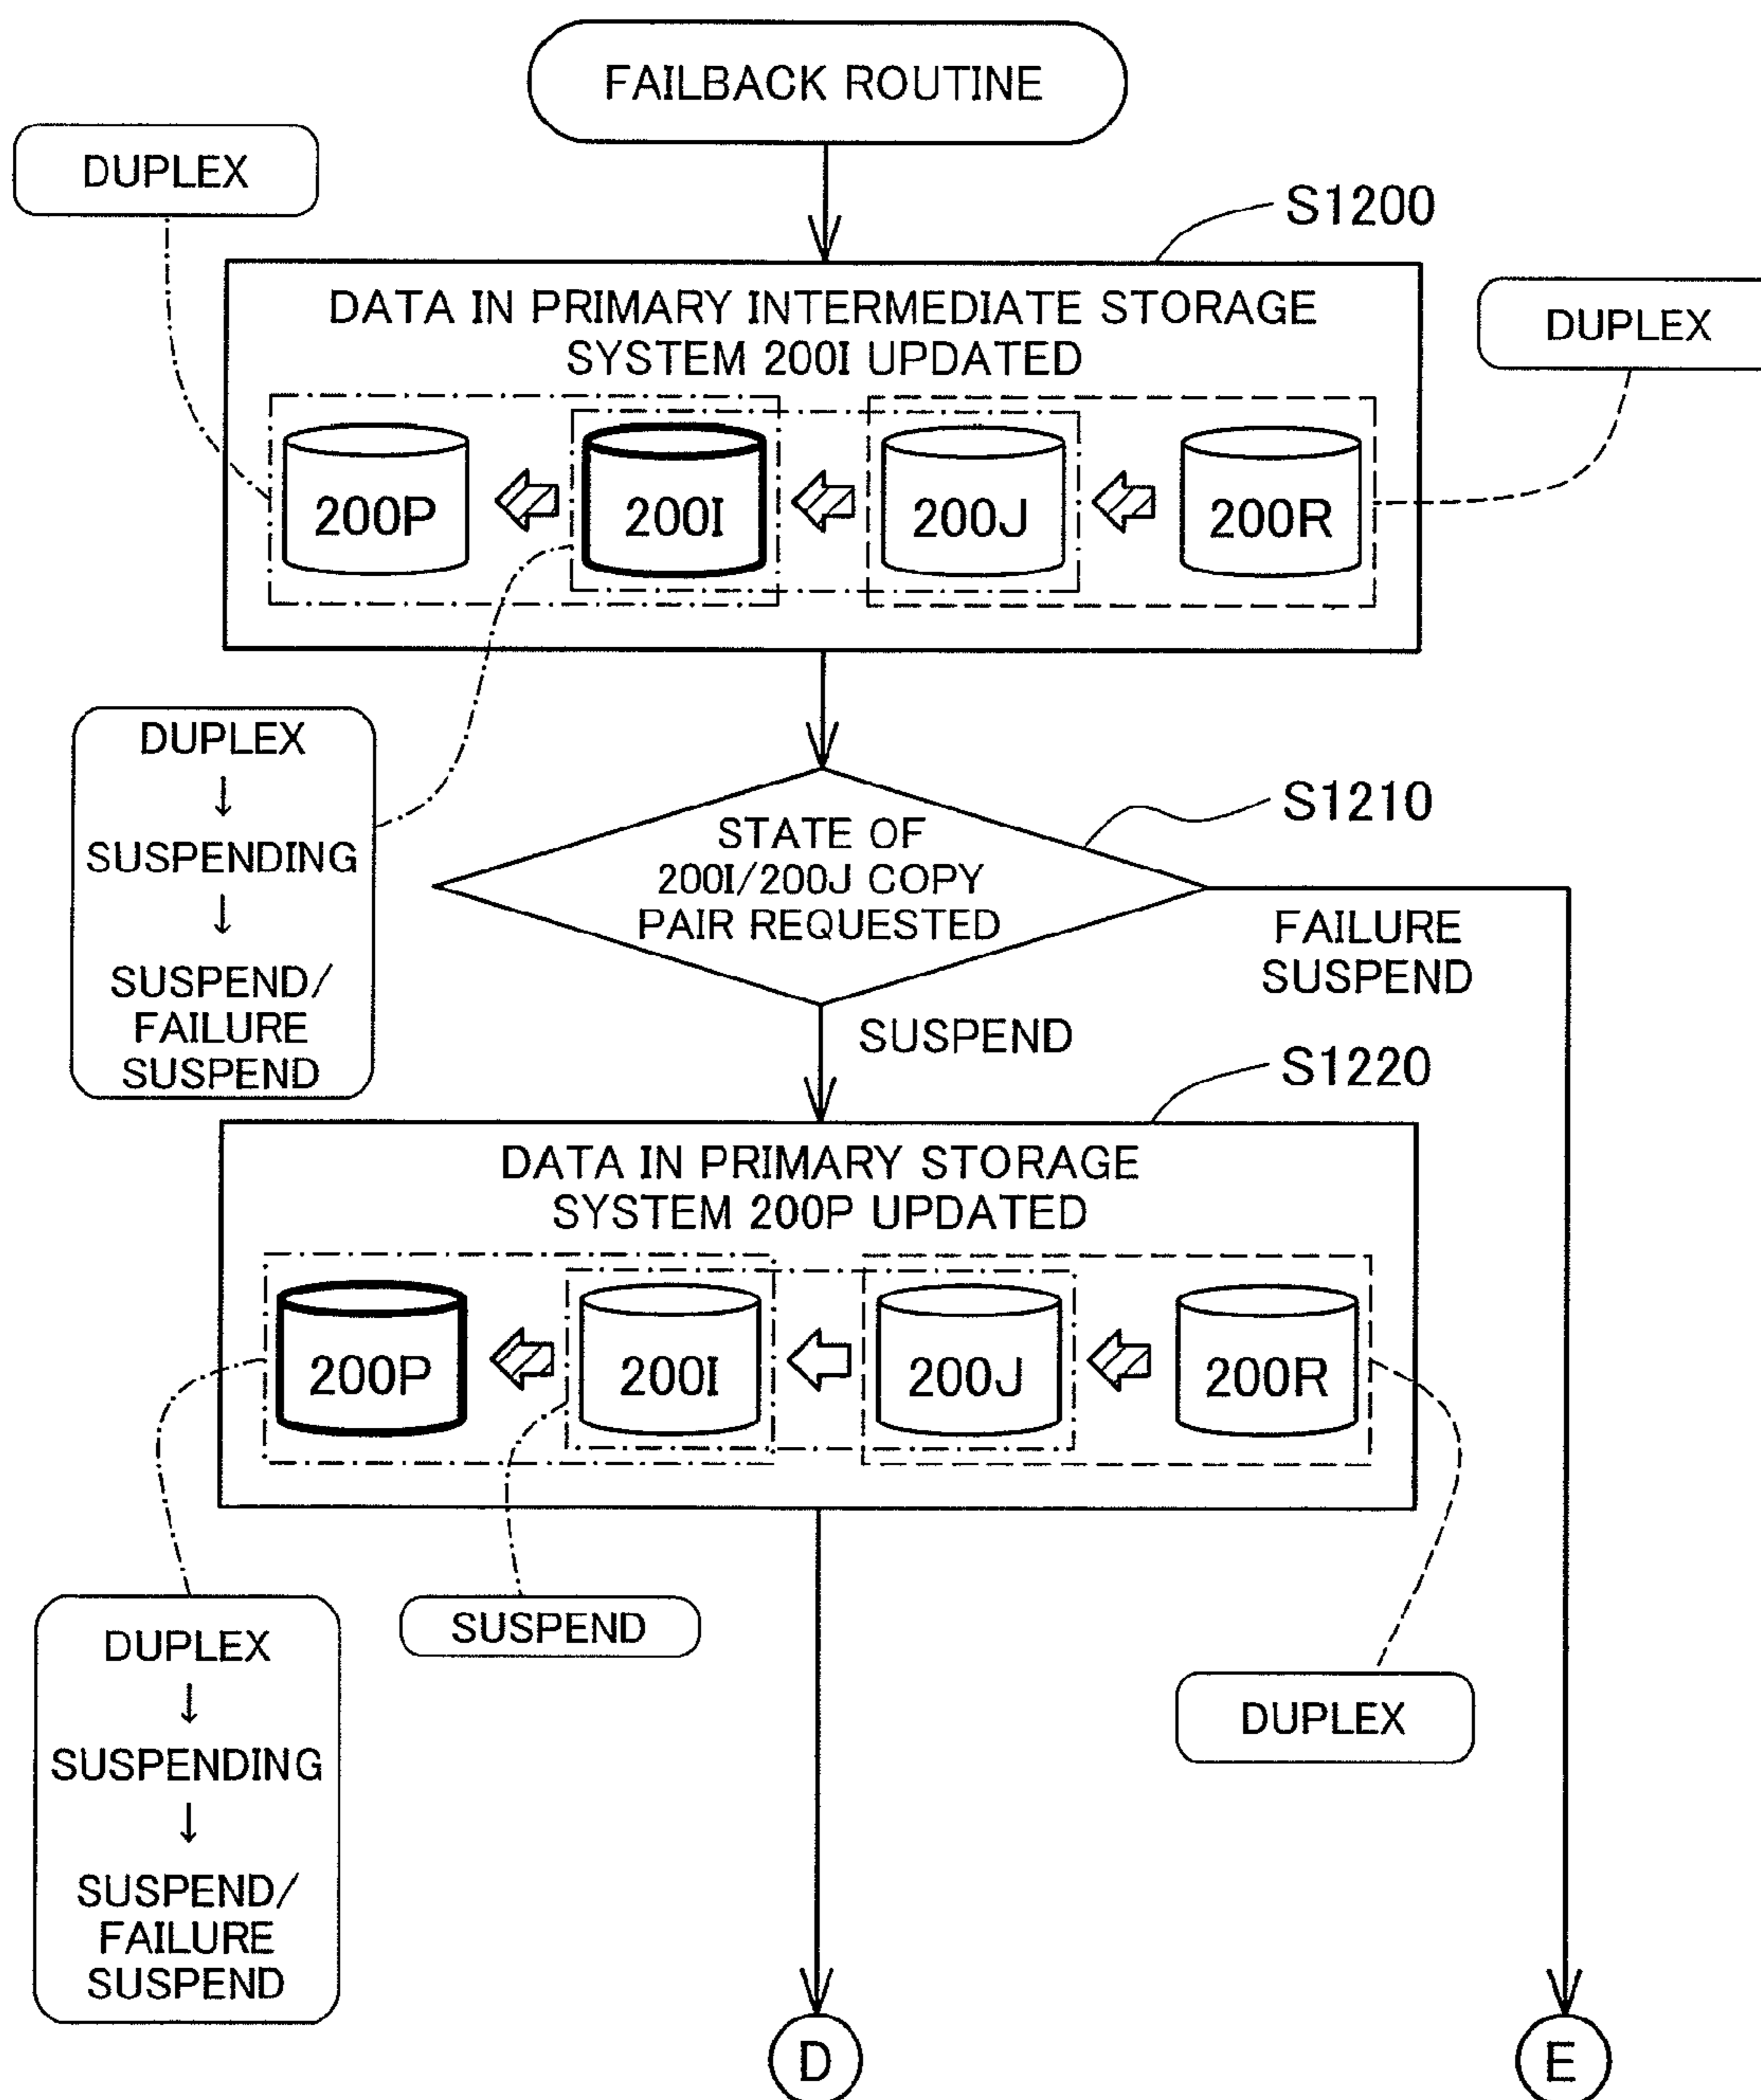 FAILBACK ROUTINE
DUPLEX
S1200
DATA IN PRIMARY INTERMEDIATE STORAGE
SYSTEM 200I UPDATED
DUPLEX
200P
200I
200J
200R
DUPLEX
↓
SUSPENDING
↓
SUSPEND/
FAILURE
SUSPEND
S1210
STATE OF
200I/200J COPY
PAIR REQUESTED
FAILURE
SUSPEND
SUSPEND
S1220
DATA IN PRIMARY STORAGE
SYSTEM 200P UPDATED
200P
200I
200J
200R
DUPLEX
↓
SUSPENDING
↓
SUSPEND/
FAILURE
SUSPEND
SUSPEND
DUPLEX
D
E